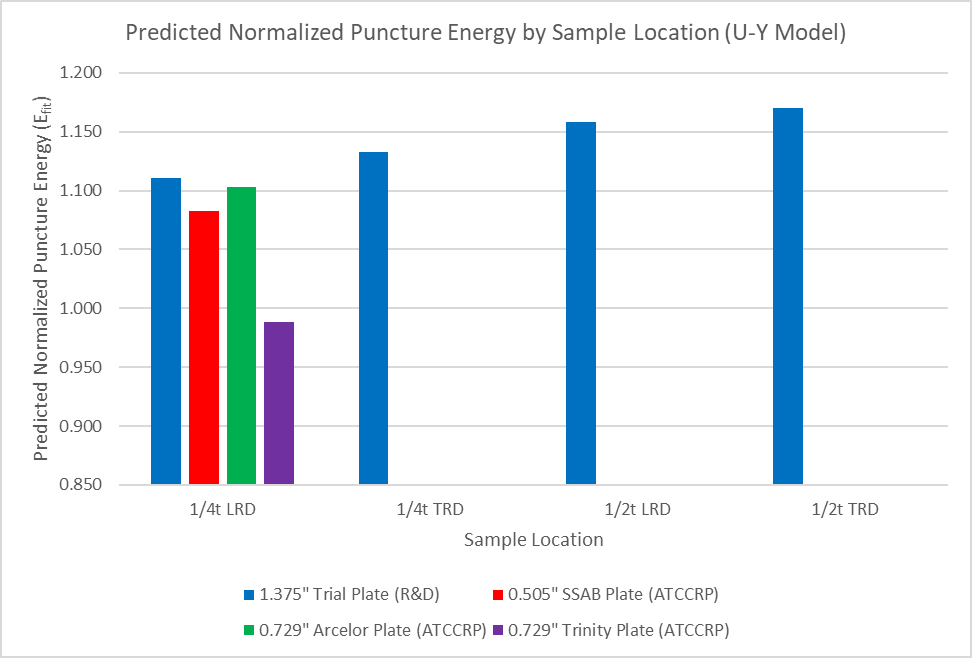 Predicted Normalized Puncture Energy by Sample Location (U-Y Model)
Predicted Normalized Puncture Energy (Efit)
1.200
1.150
1.100
1.050
1.000
0.950
0.900
0.850
1/4t LRD
1/4t TRD
1/2t LRD
1/2t TRD
Sample Location
1.375" Trial Plate (R&D)
0.505" SSAB Plate (ATCCRP)
0.729" Arcelor Plate (ATCCRP)
0.729" Trinity Plate (ATCCRP)